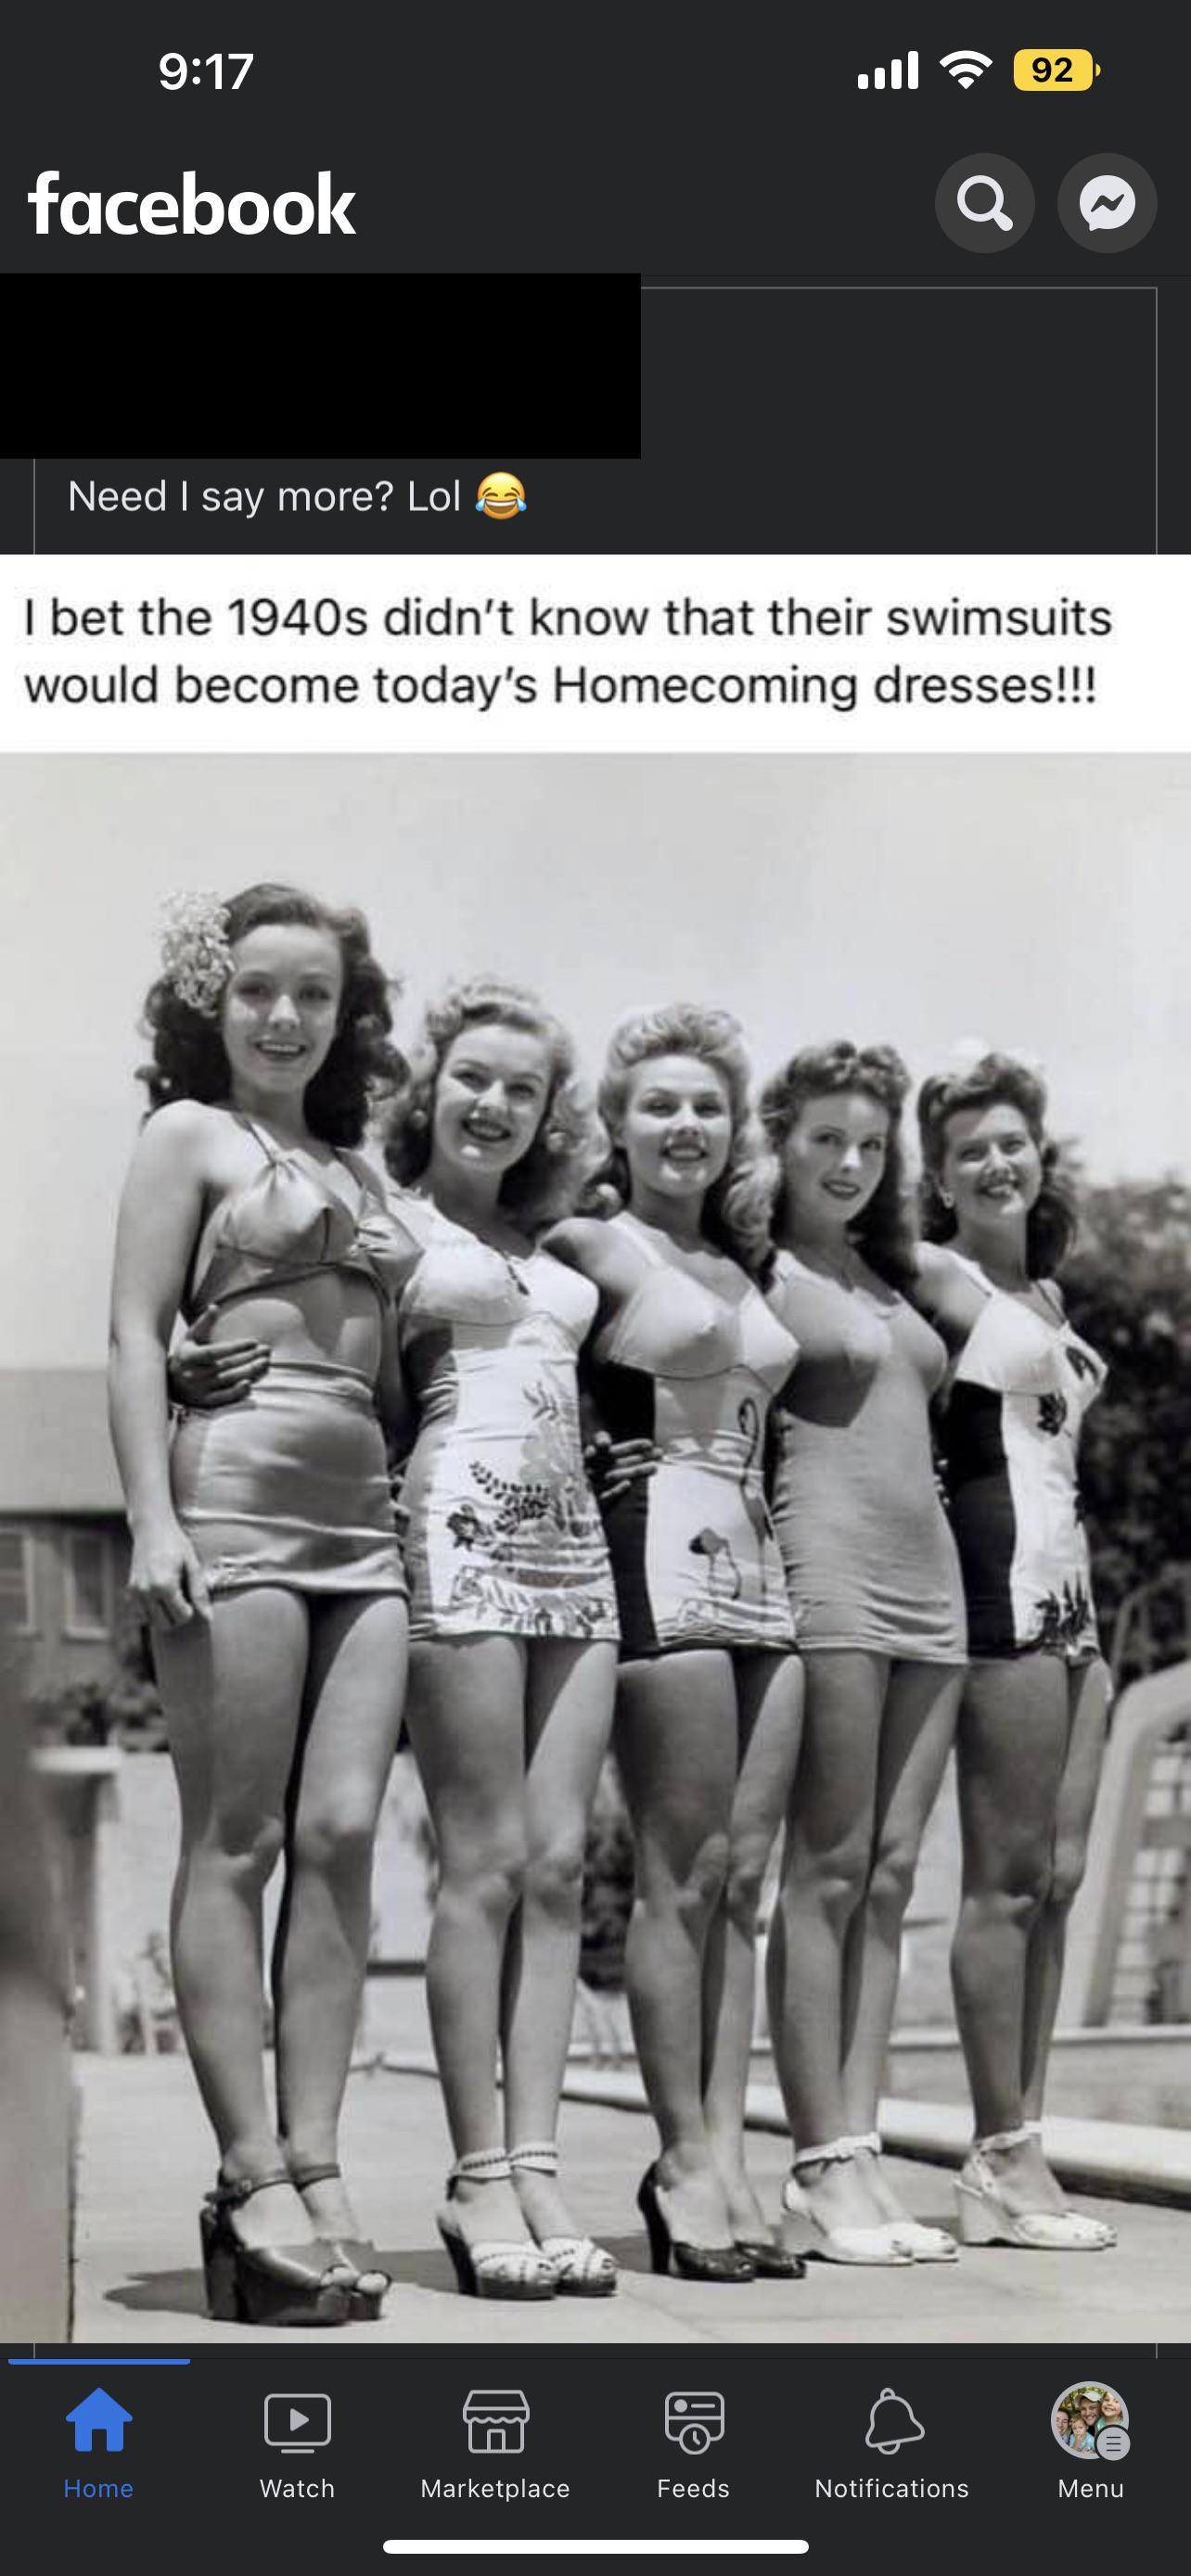 9:17
92
facebook
Need I say more? Lol 😂
I bet the 1940s didn't know that their swimsuits
would become today's Homecoming dresses!!!
Home Watch Marketplace Feeds Notifications Menu